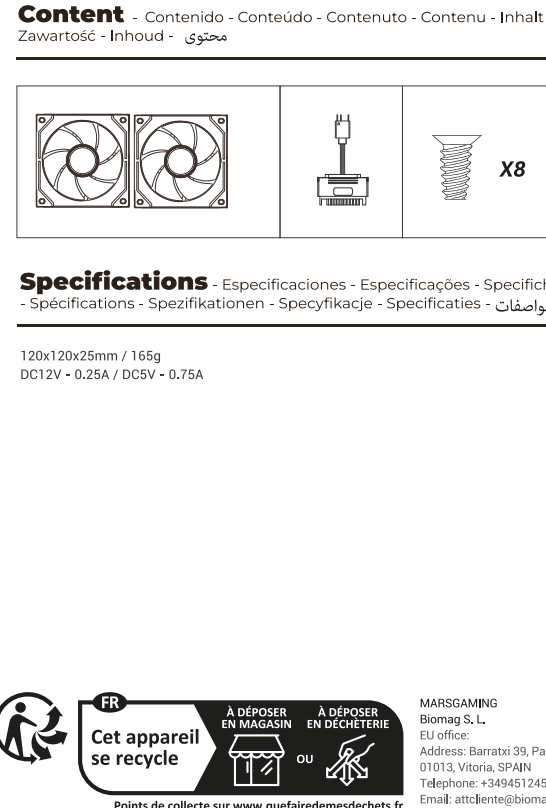 Content - Contenido - Conteúdo - Contenuto - Contenu - Inhalt
Zawartość - Inhoud - محتوى
X8
Specifications - Especificaciones - Especificações - Specifich
- Spécifications - Spezifikationen - Specyfikacje - Specificaties - واصفات
120x120x25mm / 165g
DC12V - 0.25A / DC5V - 0.75A
FR
Cet appareil
se recycle
À DÉPOSER
EN MAGASIN
OU
À DÉPOSER
EN DÉCHÈTERIE
Points de collecte sur www.quefairedemesdechets.fr
MARSGAMING
Biomag S. L.
EU office:
Address: Barratxi 39, Pa
01013, Vitoria, SPAIN
Telephone: +349451245
Email: attcliente@bioma